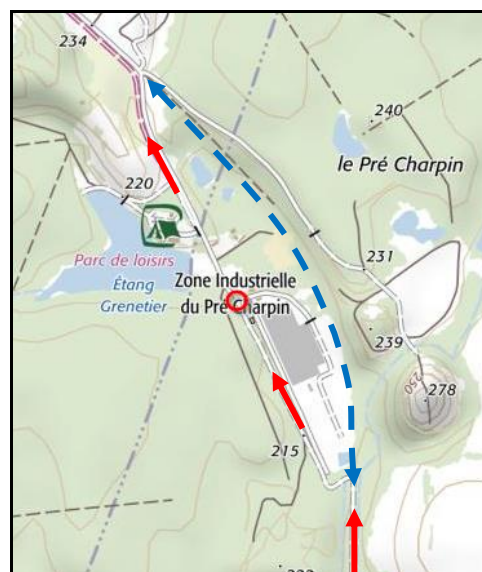 234
240
le Pré Charpin
220
Parc de loisirs
Étang
Grenetier
Zone Industrielle
du Pré Charpin
231
239
250
278
215